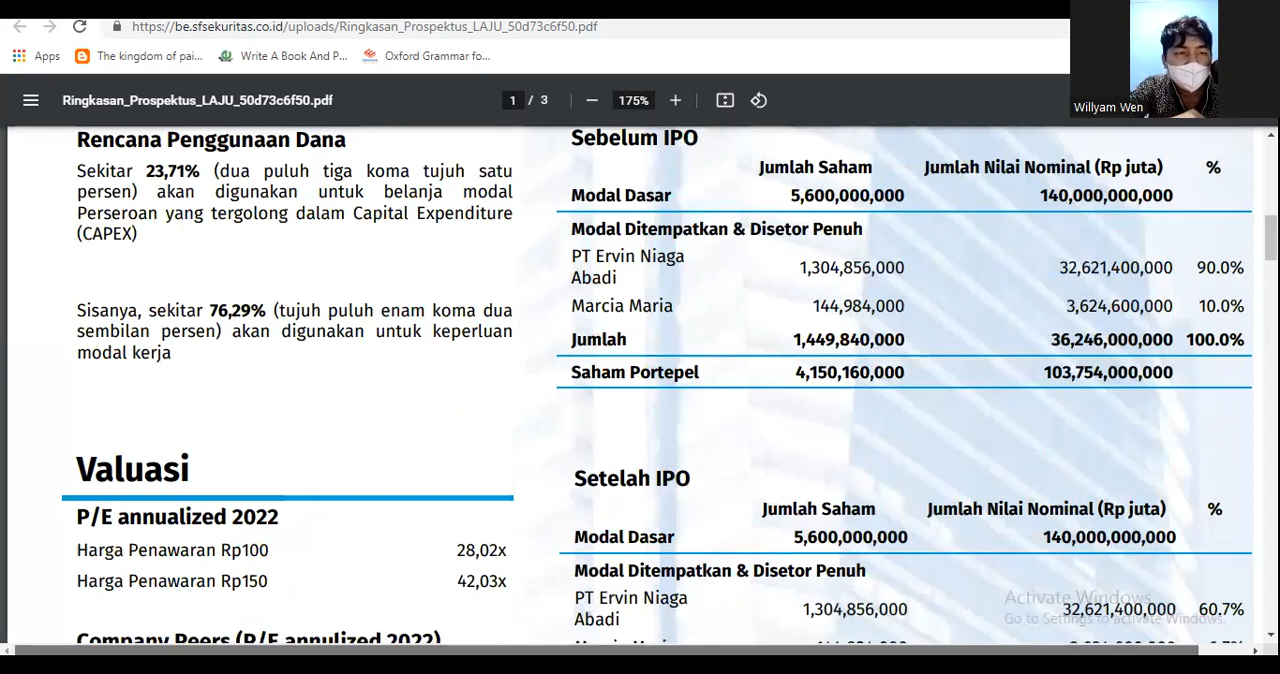 https://be.sfsekuritas.co.id/uploads/Ringkasan_Prospektus_LAJU_50d73c6f50.pdf
Apps The kingdom of pai... Write A Book And P... Oxford Grammar fo...
Ringkasan_Prospektus_LAJU_50d73c6f50.pdf 1 / 3 175%
Willyam Wen
Rencana Penggunaan Dana
Sekitar 23,71% (dua puluh tiga koma tujuh satu
persen) akan digunakan untuk belanja modal
Perseroan yang tergolong dalam Capital Expenditure
(CAPEX)
Sisanya, sekitar 76,29% (tujuh puluh enam koma dua
sembilan persen) akan digunakan untuk keperluan
modal kerja
Valuasi
P/E annualized 2022
Harga Penawaran Rp100 28,02x
Harga Penawaran Rp150 42,03x
Company Peers (P/E annulized 2022)
Sebelum IPO
Jumlah Saham Jumlah Nilai Nominal (Rp juta) %
Modal Dasar 5,600,000,000 140,000,000,000
Modal Ditempatkan & Disetor Penuh
PT Ervin Niaga
Abadi 1,304,856,000 32,621,400,000 90.0%
Marcia Maria 144,984,000 3,624,600,000 10.0%
Jumlah 1,449,840,000 36,246,000,000 100.0%
Saham Portepel 4,150,160,000 103,754,000,000
Setelah IPO
Jumlah Saham Jumlah Nilai Nominal (Rp juta) %
Modal Dasar 5,600,000,000 140,000,000,000
Modal Ditempatkan & Disetor Penuh
PT Ervin Niaga
Abadi 1,304,856,000 32,621,400,000 60.7%
Activate Windows
Go to Settings to activate Windows.